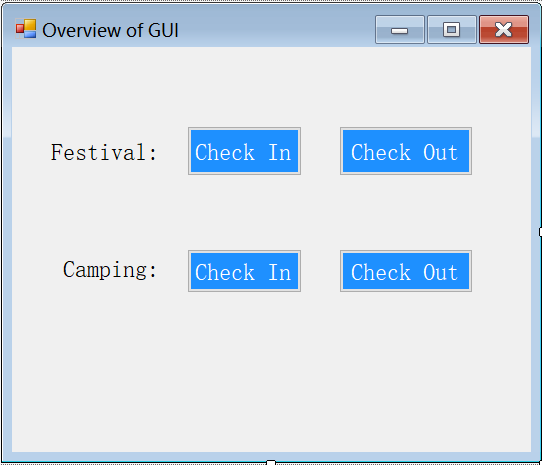 Overview of GUI
Festival: Check In Check Out
Camping: Check In Check Out